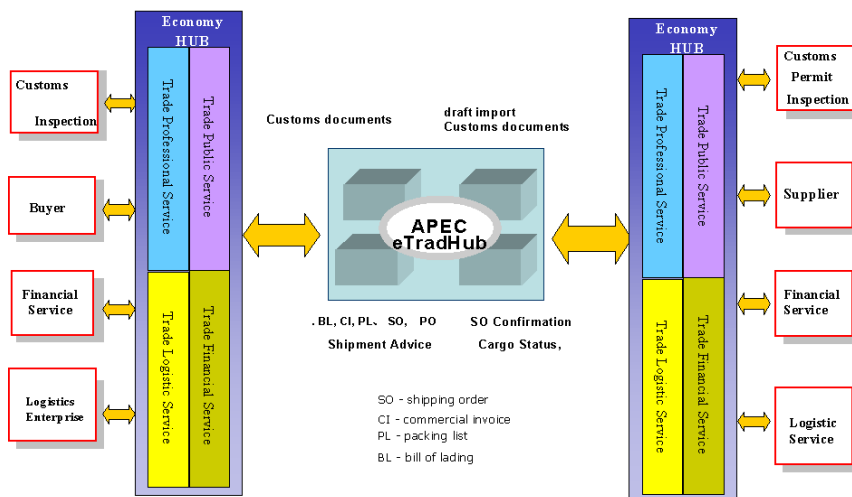 Economy
HUB
Trade Professional Service
Trade Public Service
Trade Logistic Service
Trade Financial Service
Customs
Inspection
Buyer
Financial
Service
Logistics
Enterprise
Customs documents
draft import
Customs documents
APEC
eTradHub
. BL, CI, PL、 SO, PO
Shipment Advice
SO Confirmation
Cargo Status,
SO - shipping order
CI - commercial invoice
PL - packing list
BL - bill of lading
Economy
HUB
Trade Professional Service
Trade Public Service
Trade Logistic Service
Trade Financial Service
Customs
Permit
Inspection
Supplier
Financial
Service
Logistic
Service